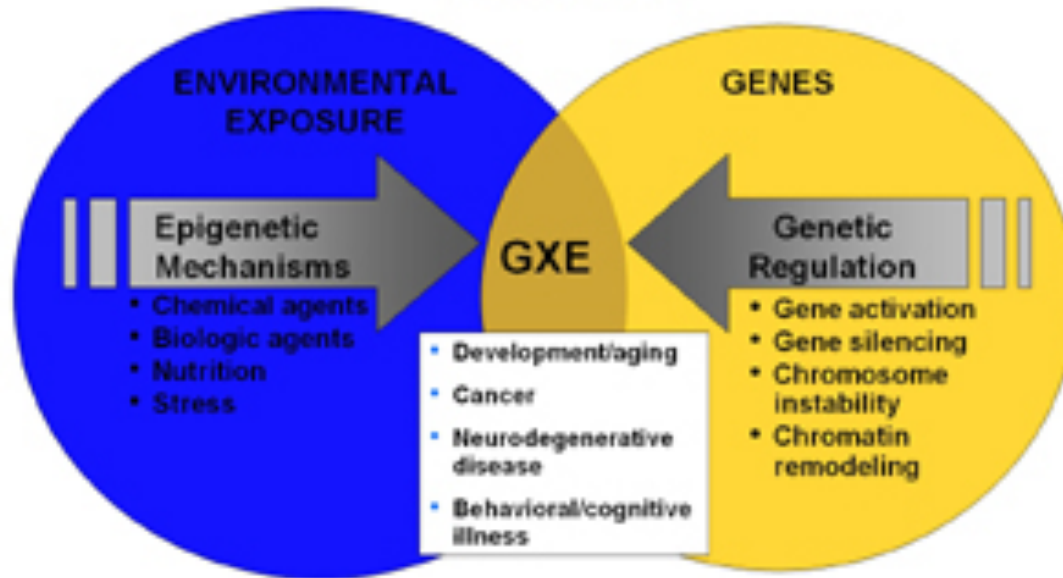 ENVIRONMENTAL
EXPOSURE
GENES
Epigenetic
Mechanisms
• Chemical agents
• Biologic agents
• Nutrition
• Stress
GXE
Genetic
Regulation
• Gene activation
• Gene silencing
• Chromosome
instability
• Chromatin
remodeling
• Development/aging
• Cancer
• Neurodegenerative
disease
• Behavioral/cognitive
illness